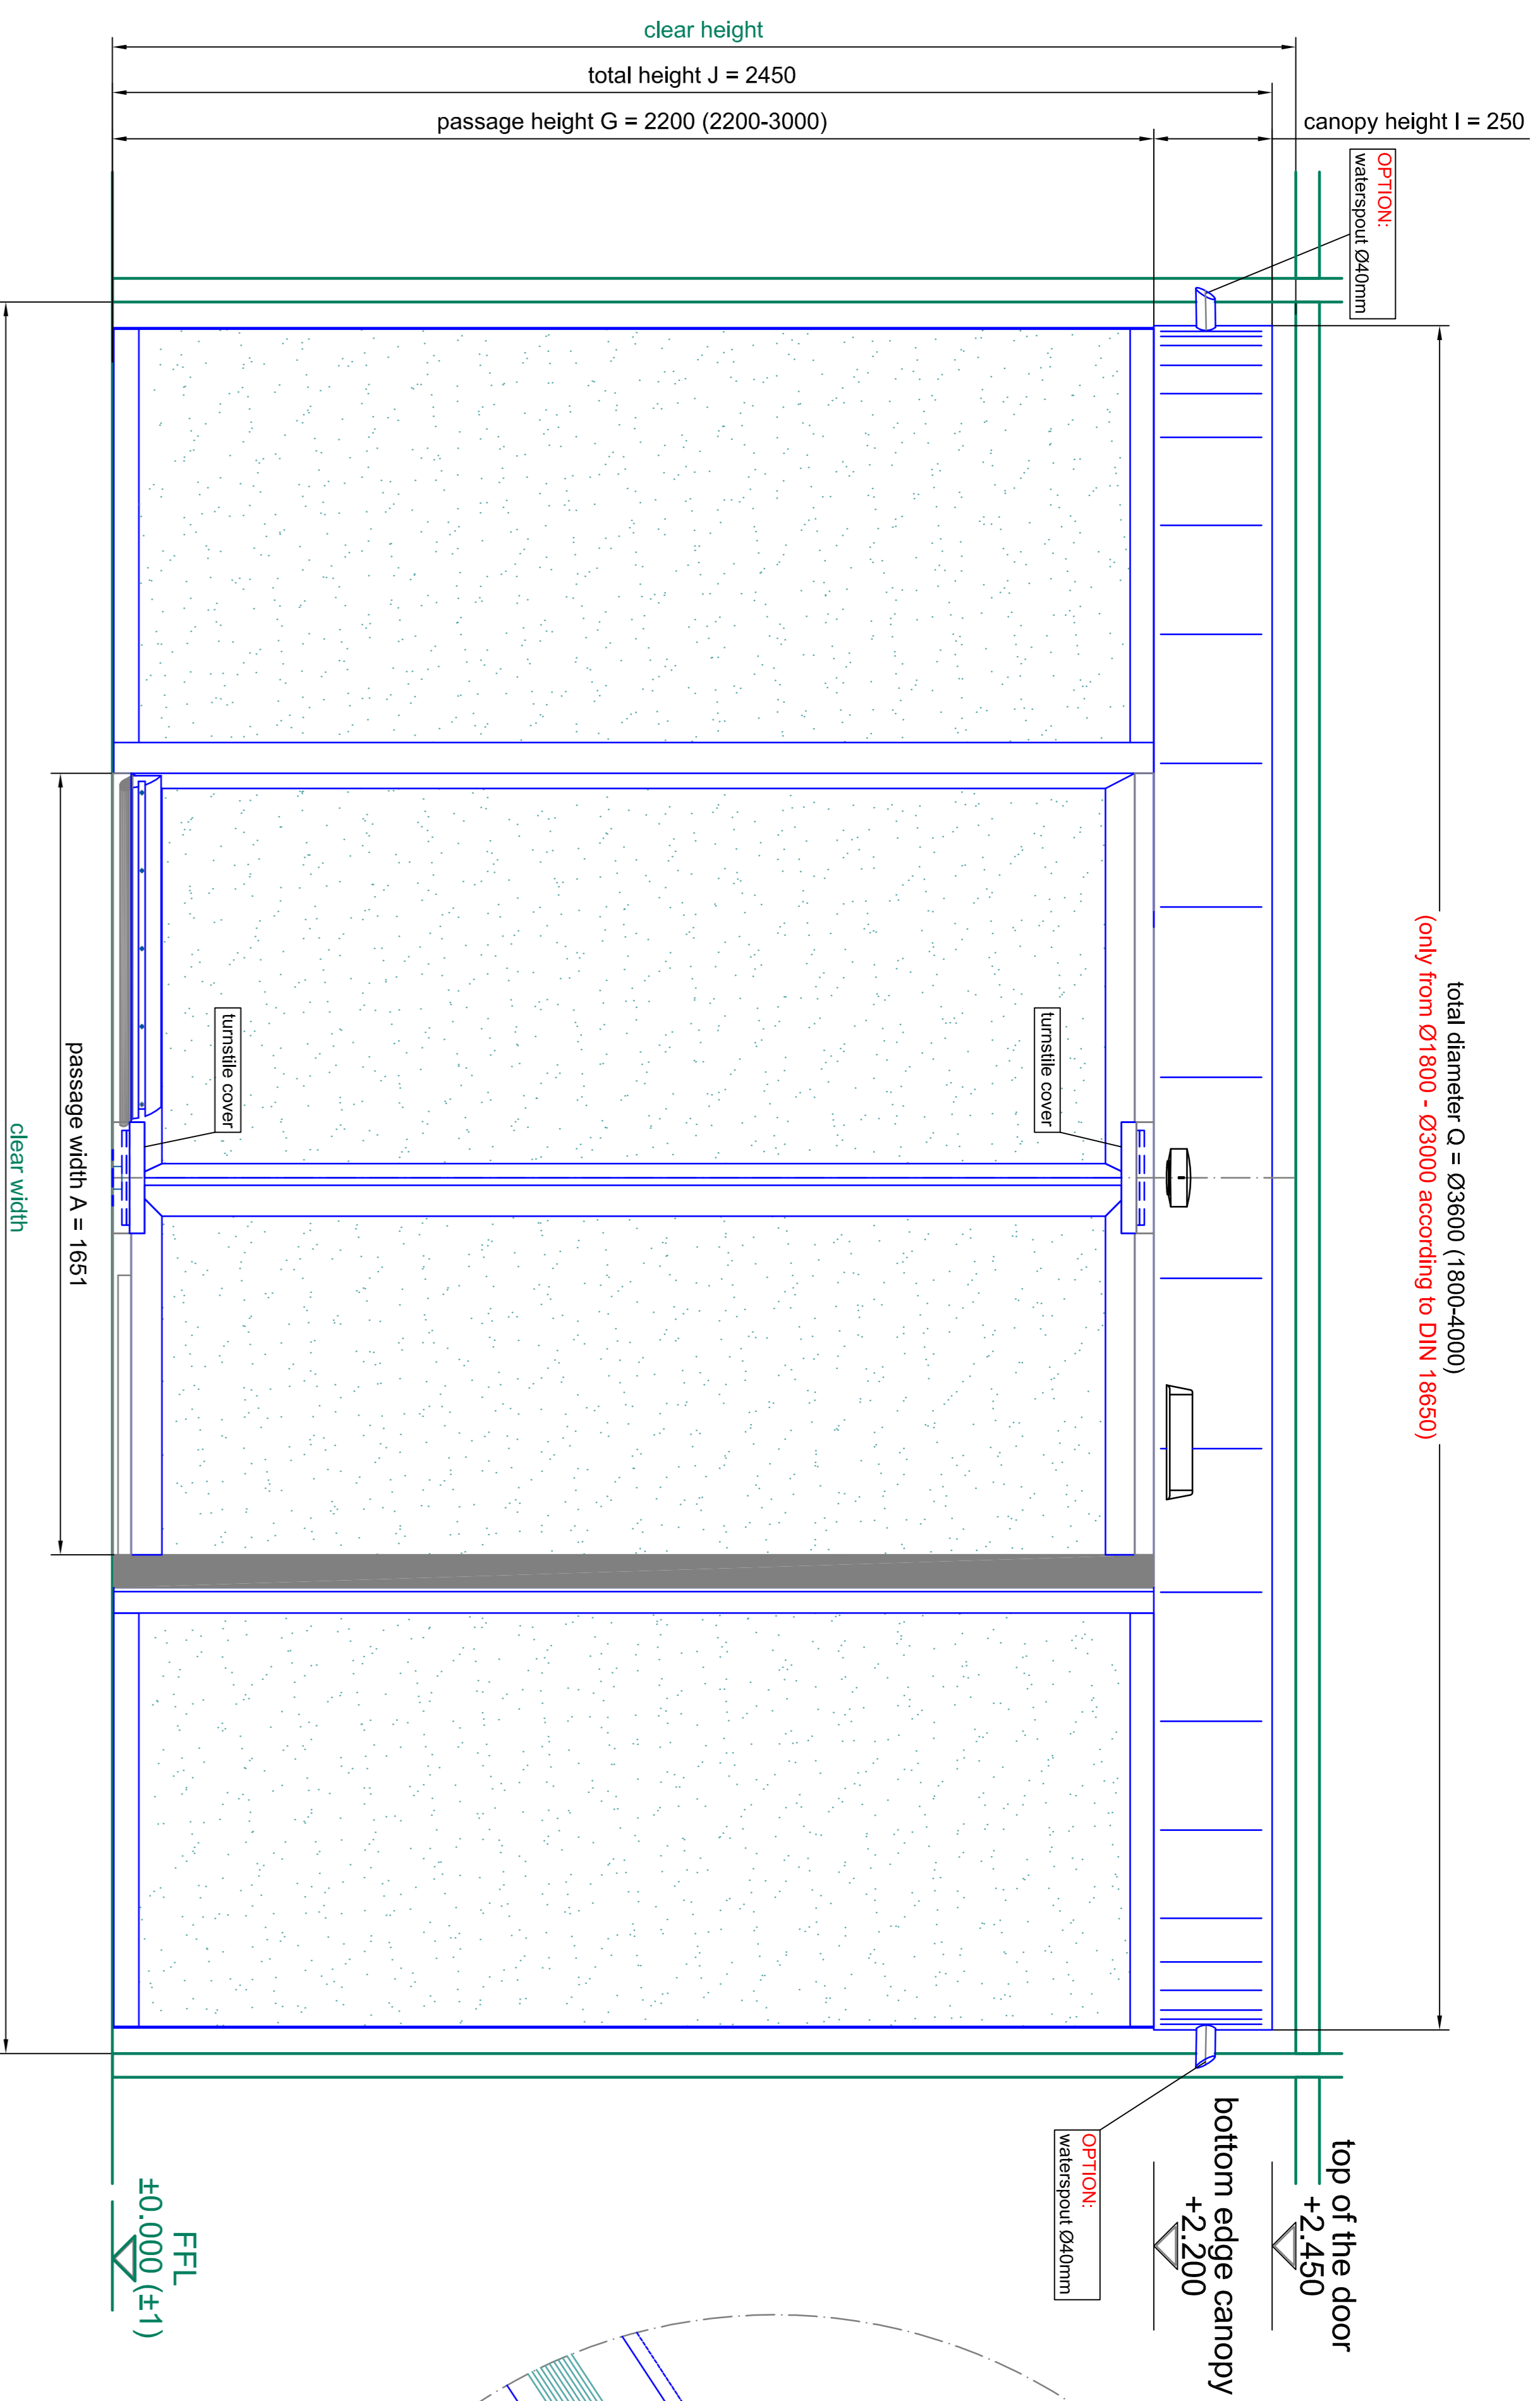 clear height
total height J = 2450
passage height G = 2200 (2200-3000)
canopy height I = 250
OPTION:
waterspout Ø40mm
total diameter Q = Ø3600 (1800-4000)
(only from Ø1800 - Ø3000 according to DIN 18650)
turnstile cover
turnstile cover
passage width A = 1651
clear width
top of the door
+2.450
bottom edge canopy
+2.200
OPTION:
waterspout Ø40mm
FFL
±0.000 (±1)